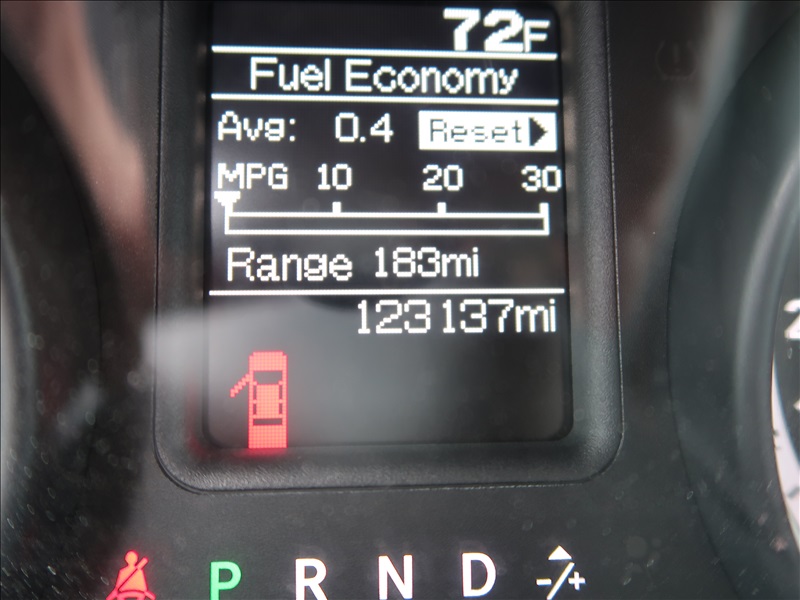 72F
Fuel Economy
Avg: 0.4 Reset
MPG 10 20 30
Range 183mi
123137mi
P R N D -/+